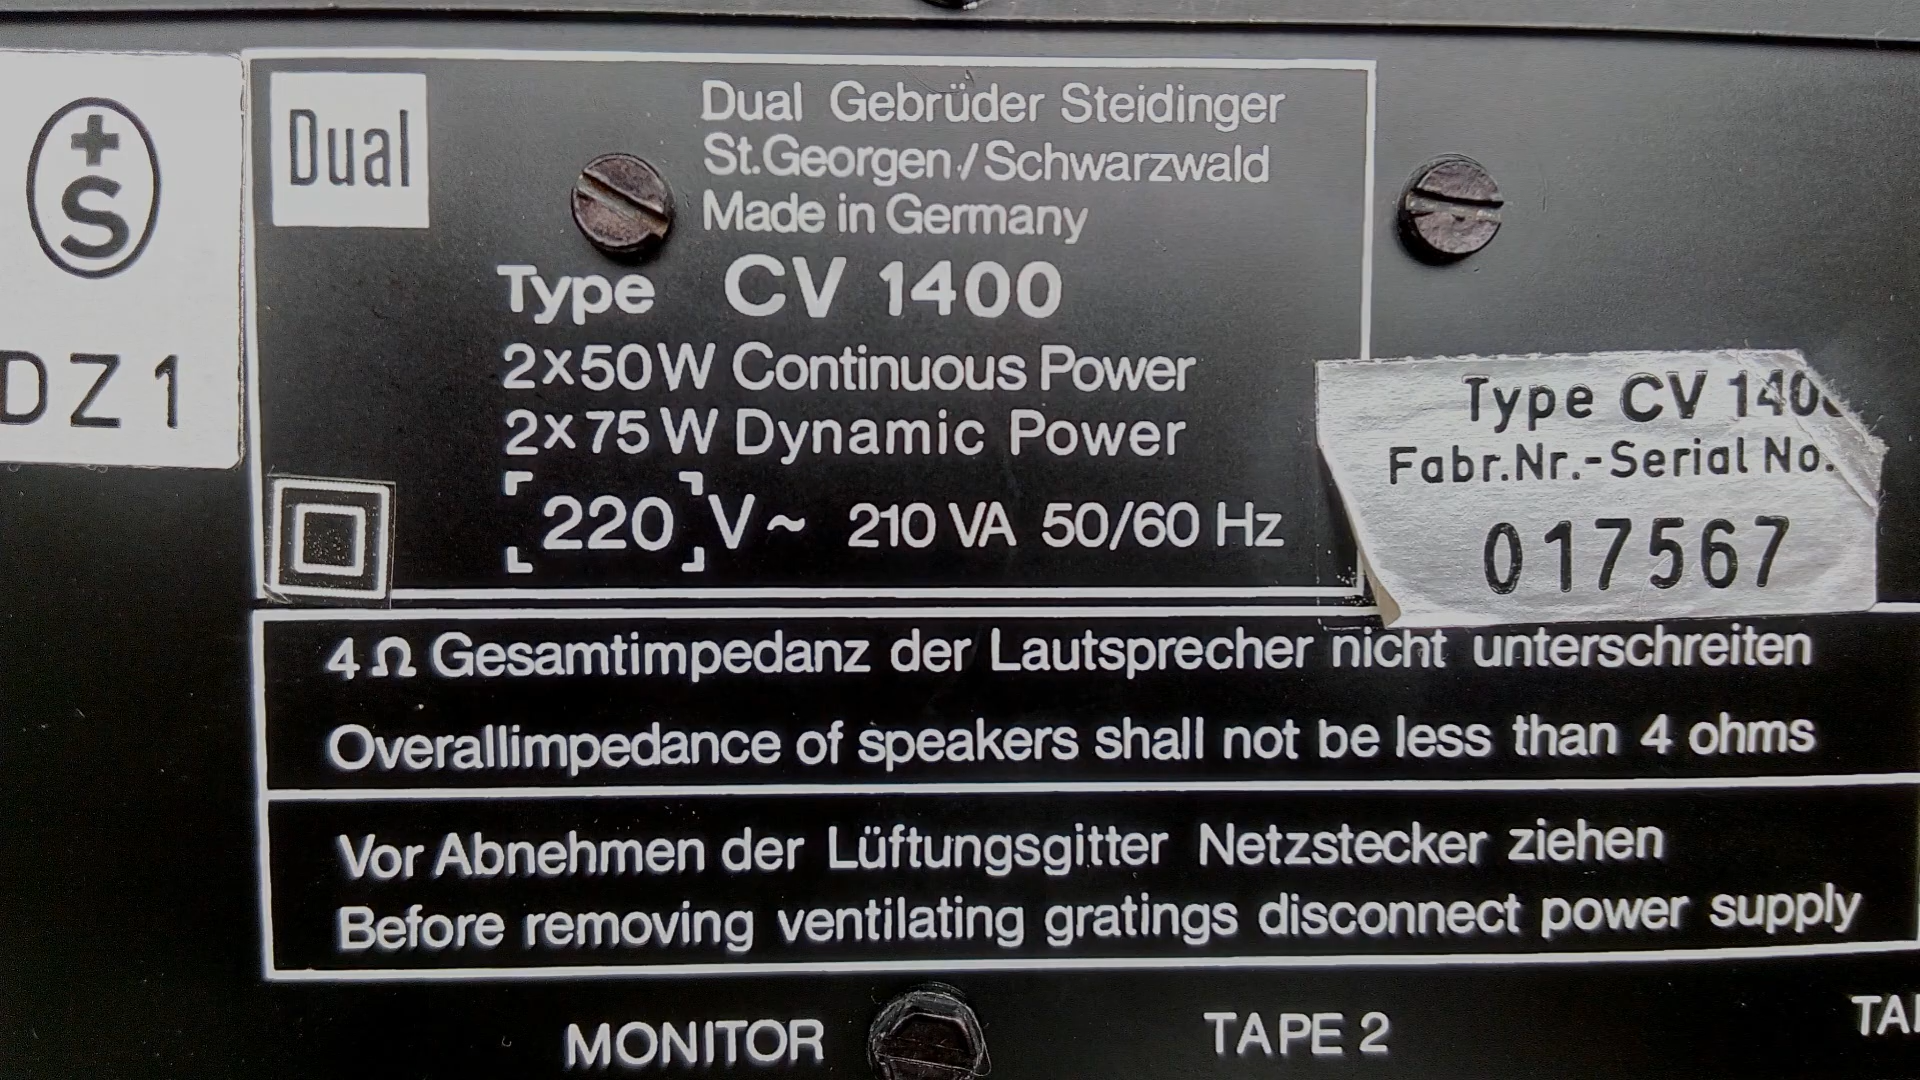 +
S
DZ1
Dual
Dual Gebrüder Steidinger
St.Georgen/Schwarzwald
Made in Germany
Type CV 1400
2x50W Continuous Power
2x75W Dynamic Power
220 V~ 210 VA 50/60 Hz
Type CV 140
Fabr.Nr.-Serial No.
017567
4 Ω Gesamtimpedanz der Lautsprecher nicht unterschreiten
Overallimpedance of speakers shall not be less than 4 ohms
Vor Abnehmen der Lüftungsgitter Netzstecker ziehen
Before removing ventilating gratings disconnect power supply
MONITOR
TAPE 2